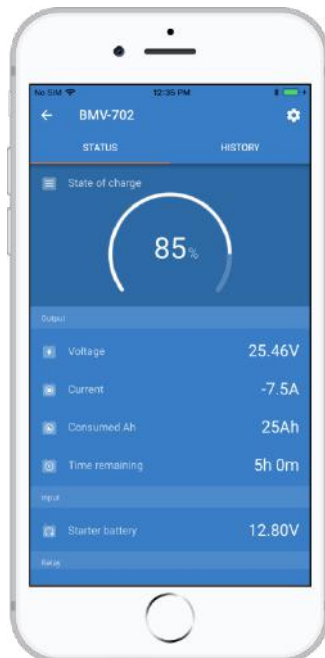 No SIM 12:35 PM
BMV-702
STATUS HISTORY
State of charge
85%
Output
Voltage 25.46V
Current -7.5A
Consumed Ah 25Ah
Time remaining 5h 0m
Input
Starter battery 12.80V
Relay